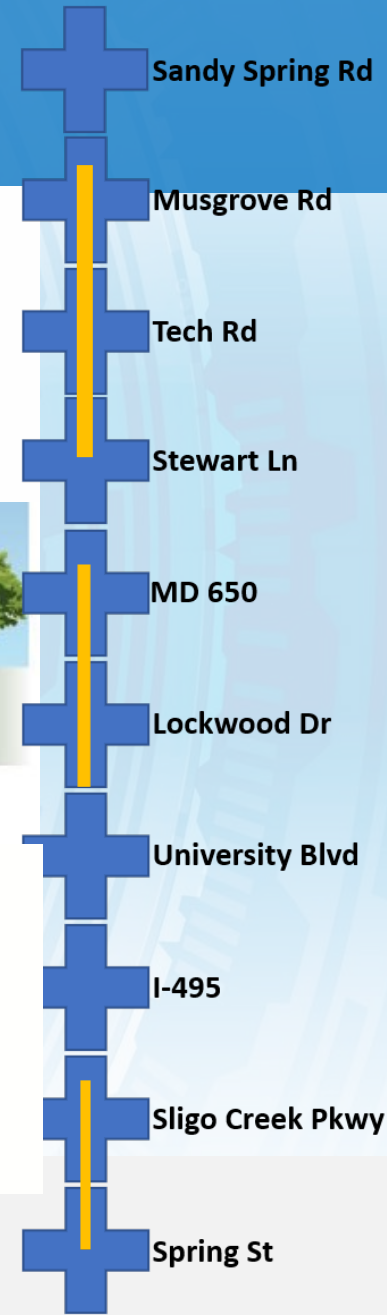 Sandy Spring Rd
Musgrove Rd
Tech Rd
Stewart Ln
MD 650
Lockwood Dr
University Blvd
I-495
Sligo Creek Pkwy
Spring St